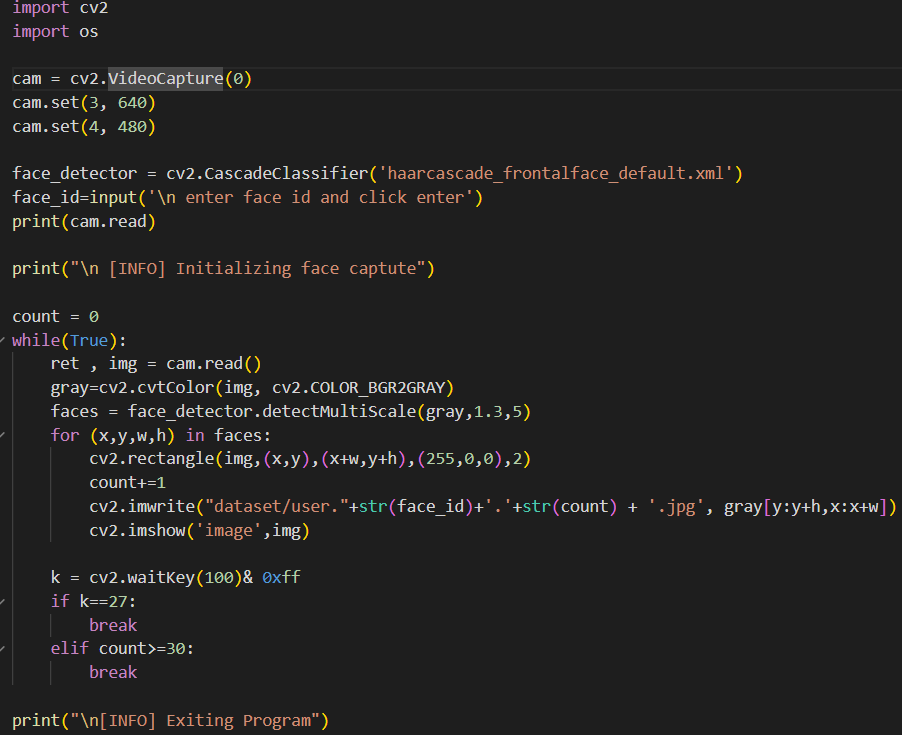 import cv2
import os
cam = cv2.VideoCapture(0)
cam.set(3, 640)
cam.set(4, 480)
face_detector = cv2.CascadeClassifier('haarcascade_frontalface_default.xml')
face_id=input('\n enter face id and click enter')
print(cam.read)
print("\n [INFO] Initializing face captute")
count = 0
while(True):
    ret , img = cam.read()
    gray=cv2.cvtColor(img, cv2.COLOR_BGR2GRAY)
    faces = face_detector.detectMultiScale(gray,1.3,5)
    for (x,y,w,h) in faces:
        cv2.rectangle(img,(x,y),(x+w,y+h),(255,0,0),2)
        count+=1
        cv2.imwrite("dataset/user."+str(face_id)+'.'+str(count) + '.jpg', gray[y:y+h,x:x+w])
        cv2.imshow('image',img)
    k = cv2.waitKey(100)& 0xff
    if k==27:
        break
    elif count>=30:
        break
print("\n[INFO] Exiting Program")